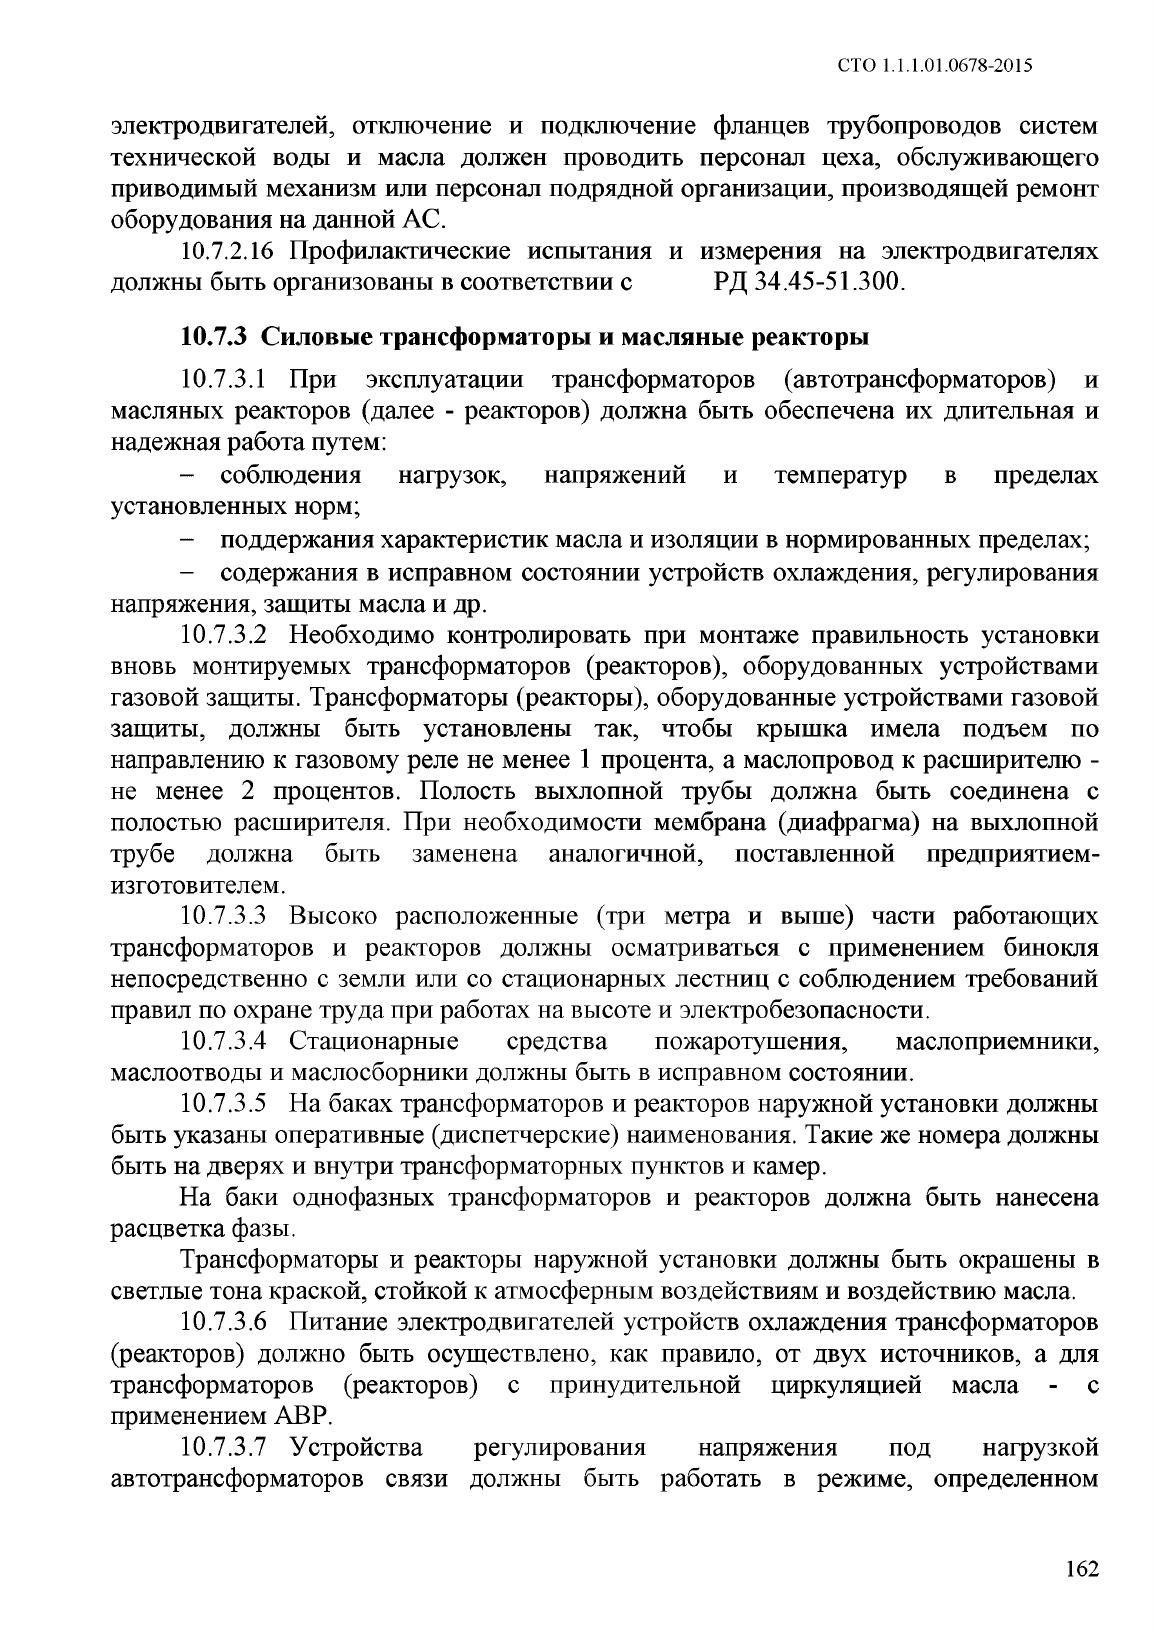 СТО 1.1.1.01.0678-2015
электродвигателей, отключение и подключение фланцев трубопроводов систем
технической воды и масла должен проводить персонал цеха, обслуживающего
приводимый механизм или персонал подрядной организации, производящей ремонт
оборудования на данной АС.
10.7.2.16 Профилактические испытания и измерения на электродвигателях
должны быть организованы в соответствии с РД 34.45-51.300.
10.7.3 Силовые трансформаторы и масляные реакторы
10.7.3.1 При эксплуатации трансформаторов (автотрансформаторов) и
масляных реакторов (далее - реакторов) должна быть обеспечена их длительная и
надежная работа путем:
– соблюдения нагрузок, напряжений и температур в пределах
установленных норм;
– поддержания характеристик масла и изоляции в нормированных пределах;
– содержания в исправном состоянии устройств охлаждения, регулирования
напряжения, защиты масла и др.
10.7.3.2 Необходимо контролировать при монтаже правильность установки
вновь монтируемых трансформаторов (реакторов), оборудованных устройствами
газовой защиты. Трансформаторы (реакторы), оборудованные устройствами газовой
защиты, должны быть установлены так, чтобы крышка имела подъем по
направлению к газовому реле не менее 1 процента, а маслопровод к расширителю -
не менее 2 процентов. Полость выхлопной трубы должна быть соединена с
полостью расширителя. При необходимости мембрана (диафрагма) на выхлопной
трубе должна быть заменена аналогичной, поставленной предприятием-
изготовителем.
10.7.3.3 Высоко расположенные (три метра и выше) части работающих
трансформаторов и реакторов должны осматриваться с применением бинокля
непосредственно с земли или со стационарных лестниц с соблюдением требований
правил по охране труда при работах на высоте и электробезопасности.
10.7.3.4 Стационарные средства пожаротушения, маслоприемники,
маслоотводы и маслосборники должны быть в исправном состоянии.
10.7.3.5 На баках трансформаторов и реакторов наружной установки должны
быть указаны оперативные (диспетчерские) наименования. Такие же номера должны
быть на дверях и внутри трансформаторных пунктов и камер.
На баки однофазных трансформаторов и реакторов должна быть нанесена
расцветка фазы.
Трансформаторы и реакторы наружной установки должны быть окрашены в
светлые тона краской, стойкой к атмосферным воздействиям и воздействию масла.
10.7.3.6 Питание электродвигателей устройств охлаждения трансформаторов
(реакторов) должно быть осуществлено, как правило, от двух источников, а для
трансформаторов (реакторов) с принудительной циркуляцией масла - с
применением АВР.
10.7.3.7 Устройства регулирования напряжения под нагрузкой
автотрансформаторов связи должны быть работать в режиме, определенном
162